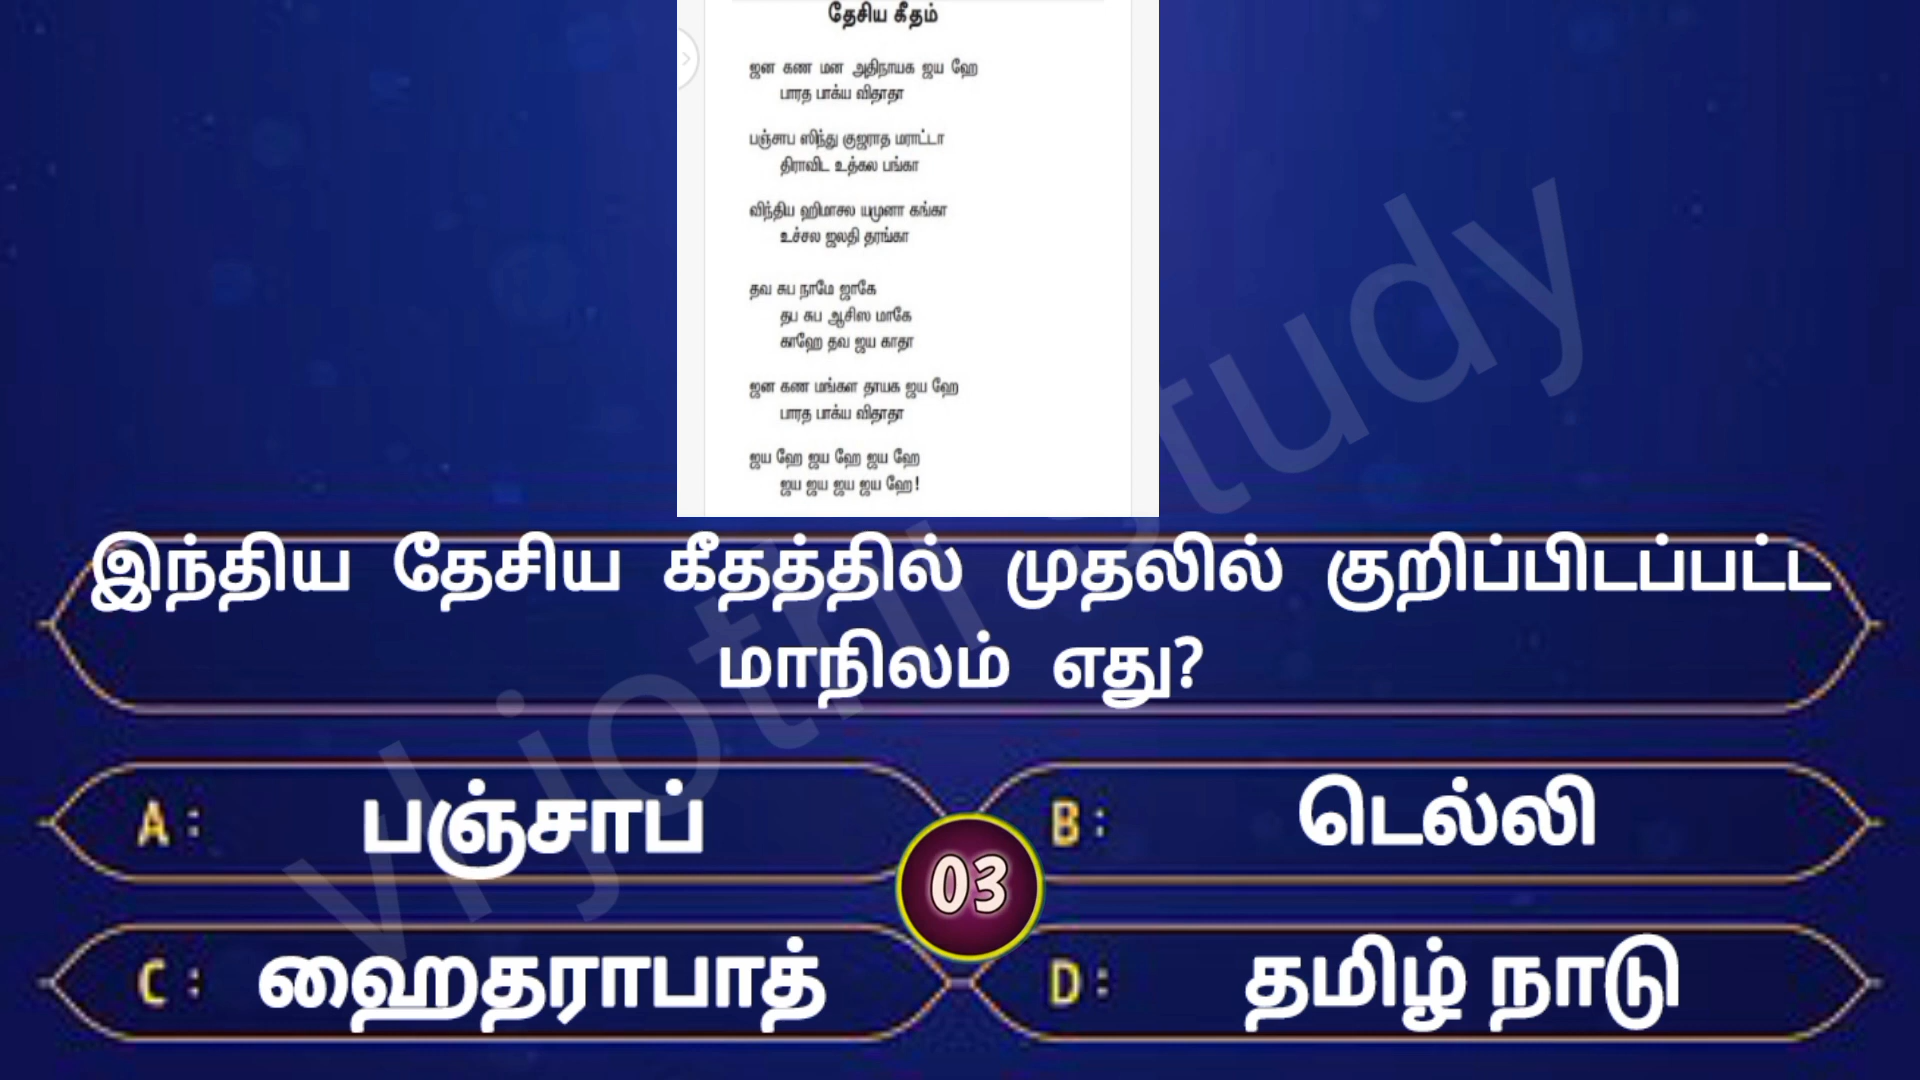 தேசிய கீதம்
ஜன கண மன அதிநாயக ஜய ஹே
பாரத பாக்ய விதாதா
பஞ்சாப ஸிந்து குஜராத மராட்டா
திராவிட உத்கல பங்கா
விந்திய ஹிமாசல யமுனா கங்கா
உச்சல ஜலதி தரங்கா
தவ சுப நாமே ஜாகே
தப சுப ஆசிஸ மாகே
காஹே தவ ஜய காதா
ஜன கண மங்கள தாயக ஜய ஹே
பாரத பாக்ய விதாதா
ஜய ஹே ஜய ஹே ஜய ஹே
ஜய ஜய ஜய ஜய ஹே!
இந்திய தேசிய கீதத்தில் முதலில் குறிப்பிடப்பட்ட
மாநிலம் எது?
A: பஞ்சாப்
B: டெல்லி
03
C: ஹைதராபாத்
D: தமிழ் நாடு